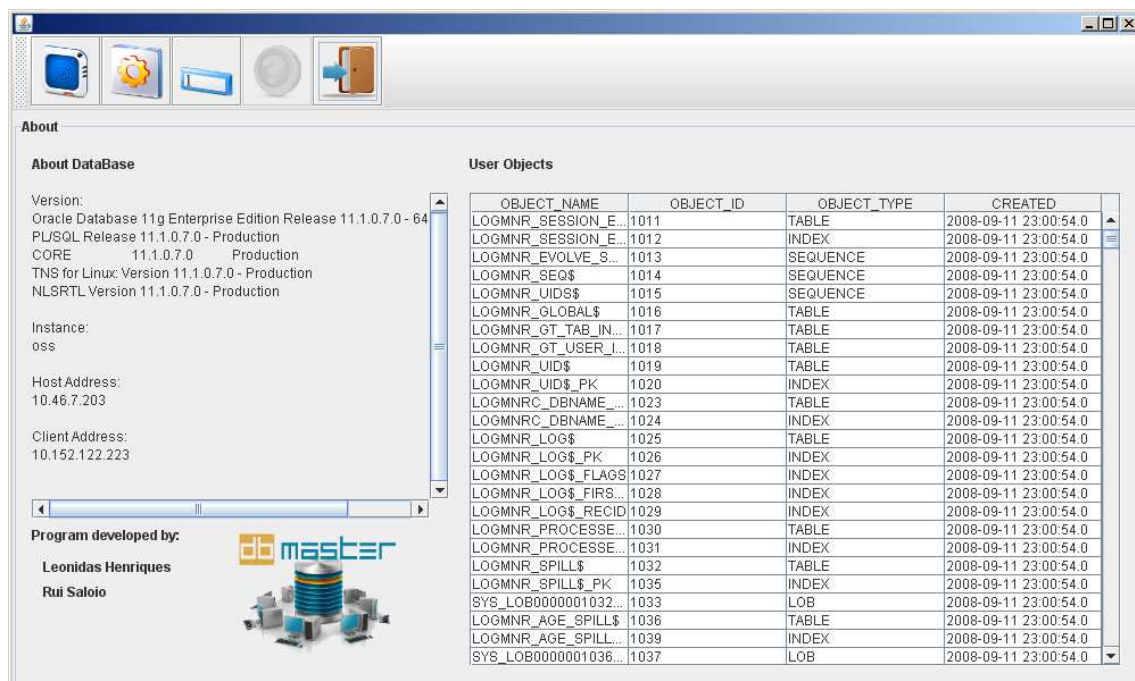 About
About DataBase
Version:
Oracle Database 11g Enterprise Edition Release 11.1.0.7.0 - 64
PL/SQL Release 11.1.0.7.0 - Production
CORE 11.1.0.7.0 Production
TNS for Linux: Version 11.1.0.7.0 - Production
NLSRTL Version 11.1.0.7.0 - Production
Instance:
oss
Host Address:
10.46.7.203
Client Address:
10.152.122.223
Program developed by:
Leonidas Henriques
Rui Saloio
db master
User Objects
OBJECT_NAME OBJECT_ID OBJECT_TYPE CREATED
LOGMNR_SESSION_E... 1011 TABLE 2008-09-11 23:00:54.0
LOGMNR_SESSION_E... 1012 INDEX 2008-09-11 23:00:54.0
LOGMNR_EVOLVE_S... 1013 SEQUENCE 2008-09-11 23:00:54.0
LOGMNR_SEQ$ 1014 SEQUENCE 2008-09-11 23:00:54.0
LOGMNR_UIDS$ 1015 SEQUENCE 2008-09-11 23:00:54.0
LOGMNR_GLOBAL$ 1016 TABLE 2008-09-11 23:00:54.0
LOGMNR_GT_TAB_IN... 1017 TABLE 2008-09-11 23:00:54.0
LOGMNR_GT_USER_I... 1018 TABLE 2008-09-11 23:00:54.0
LOGMNR_UID$ 1019 TABLE 2008-09-11 23:00:54.0
LOGMNR_UID$_PK 1020 INDEX 2008-09-11 23:00:54.0
LOGMNRC_DBNAME_... 1023 TABLE 2008-09-11 23:00:54.0
LOGMNRC_DBNAME_... 1024 INDEX 2008-09-11 23:00:54.0
LOGMNR_LOG$ 1025 TABLE 2008-09-11 23:00:54.0
LOGMNR_LOG$_PK 1026 INDEX 2008-09-11 23:00:54.0
LOGMNR_LOG$_FLAGS 1027 INDEX 2008-09-11 23:00:54.0
LOGMNR_LOG$_FIRS... 1028 INDEX 2008-09-11 23:00:54.0
LOGMNR_LOG$_RECID 1029 INDEX 2008-09-11 23:00:54.0
LOGMNR_PROCESSE... 1030 TABLE 2008-09-11 23:00:54.0
LOGMNR_PROCESSE... 1031 INDEX 2008-09-11 23:00:54.0
LOGMNR_SPILL$ 1032 TABLE 2008-09-11 23:00:54.0
LOGMNR_SPILL$_PK 1035 INDEX 2008-09-11 23:00:54.0
SYS_LOB0000001032... 1033 LOB 2008-09-11 23:00:54.0
LOGMNR_AGE_SPILL$ 1036 TABLE 2008-09-11 23:00:54.0
LOGMNR_AGE_SPILL... 1039 INDEX 2008-09-11 23:00:54.0
SYS_LOB0000001036... 1037 LOB 2008-09-11 23:00:54.0